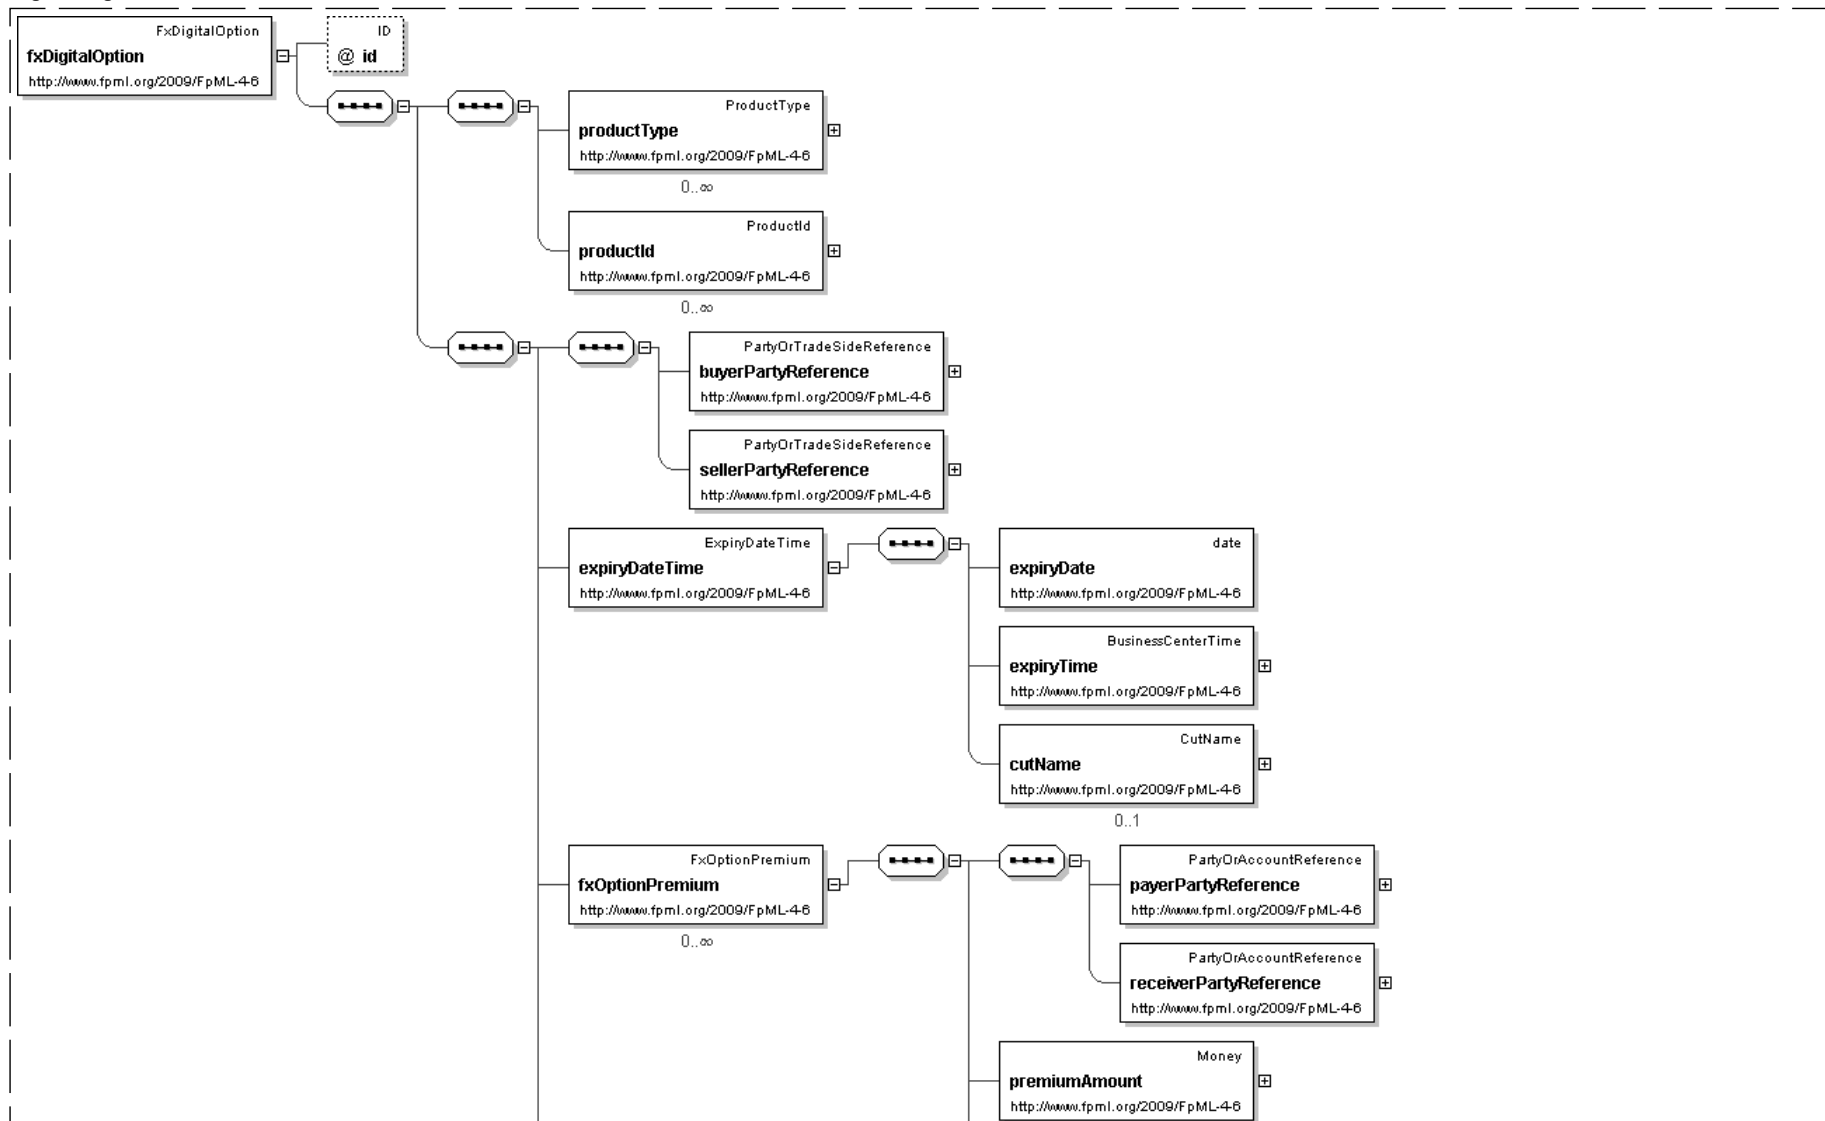 FxDigitalOption
fxDigitalOption
http://www.fpml.org/2009/FpML-4-6
ID
@ id
ProductType
productType
http://www.fpml.org/2009/FpML-4-6
0..∞
ProductId
productId
http://www.fpml.org/2009/FpML-4-6
0..∞
PartyOrTradeSideReference
buyerPartyReference
http://www.fpml.org/2009/FpML-4-6
PartyOrTradeSideReference
sellerPartyReference
http://www.fpml.org/2009/FpML-4-6
ExpiryDateTime
expiryDateTime
http://www.fpml.org/2009/FpML-4-6
date
expiryDate
http://www.fpml.org/2009/FpML-4-6
BusinessCenterTime
expiryTime
http://www.fpml.org/2009/FpML-4-6
CutName
cutName
http://www.fpml.org/2009/FpML-4-6
0..1
FxOptionPremium
fxOptionPremium
http://www.fpml.org/2009/FpML-4-6
0..∞
PartyOrAccountReference
payerPartyReference
http://www.fpml.org/2009/FpML-4-6
PartyOrAccountReference
receiverPartyReference
http://www.fpml.org/2009/FpML-4-6
Money
premiumAmount
http://www.fpml.org/2009/FpML-4-6